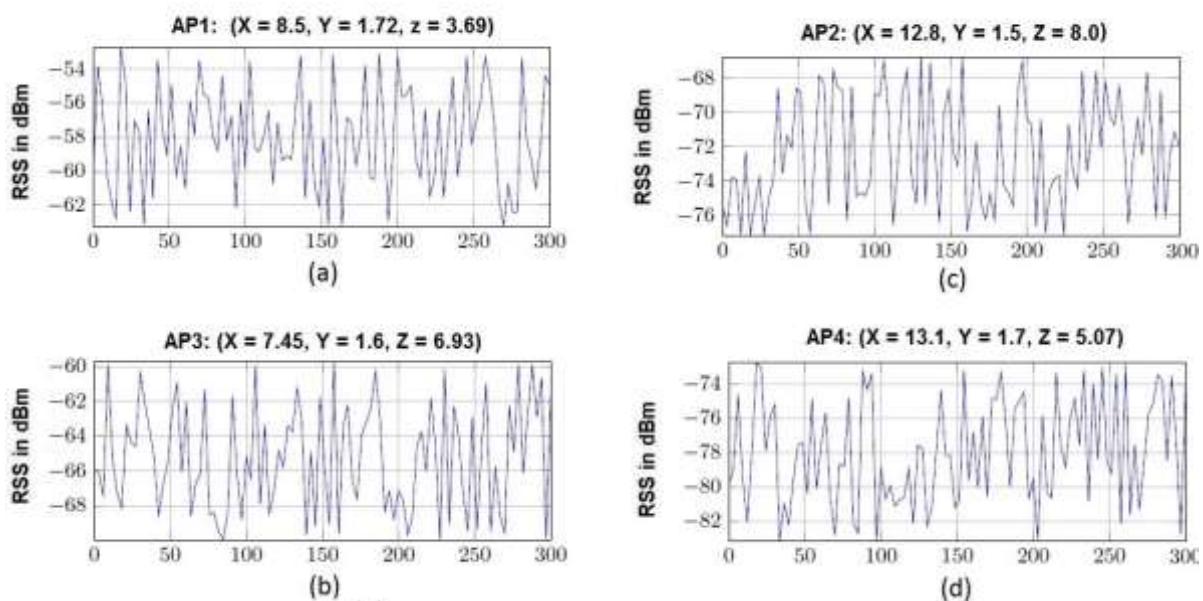 AP1: (X = 8.5, Y = 1.72, z = 3.69)
RSS in dBm
−54
−56
−58
−60
−62
0 50 100 150 200 250 300
(a)
AP2: (X = 12.8, Y = 1.5, Z = 8.0)
RSS in dBm
−68
−70
−72
−74
−76
0 50 100 150 200 250 300
(c)
AP3: (X = 7.45, Y = 1.6, Z = 6.93)
RSS in dBm
−60
−62
−64
−66
−68
0 50 100 150 200 250 300
(b)
AP4: (X = 13.1, Y = 1.7, Z = 5.07)
RSS in dBm
−74
−76
−78
−80
−82
0 50 100 150 200 250 300
(d)